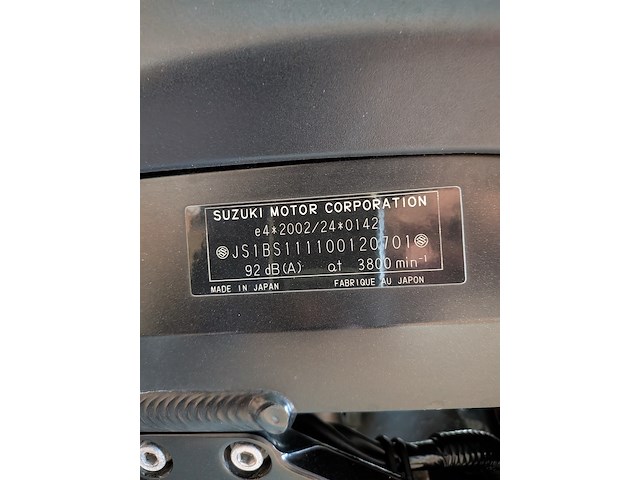 SUZUKI MOTOR CORPORATION
e4*2002/24*0142
JS1BS111100120701
92 dB(A) at 3800 min-1
MADE IN JAPAN FABRIQUE AU JAPON